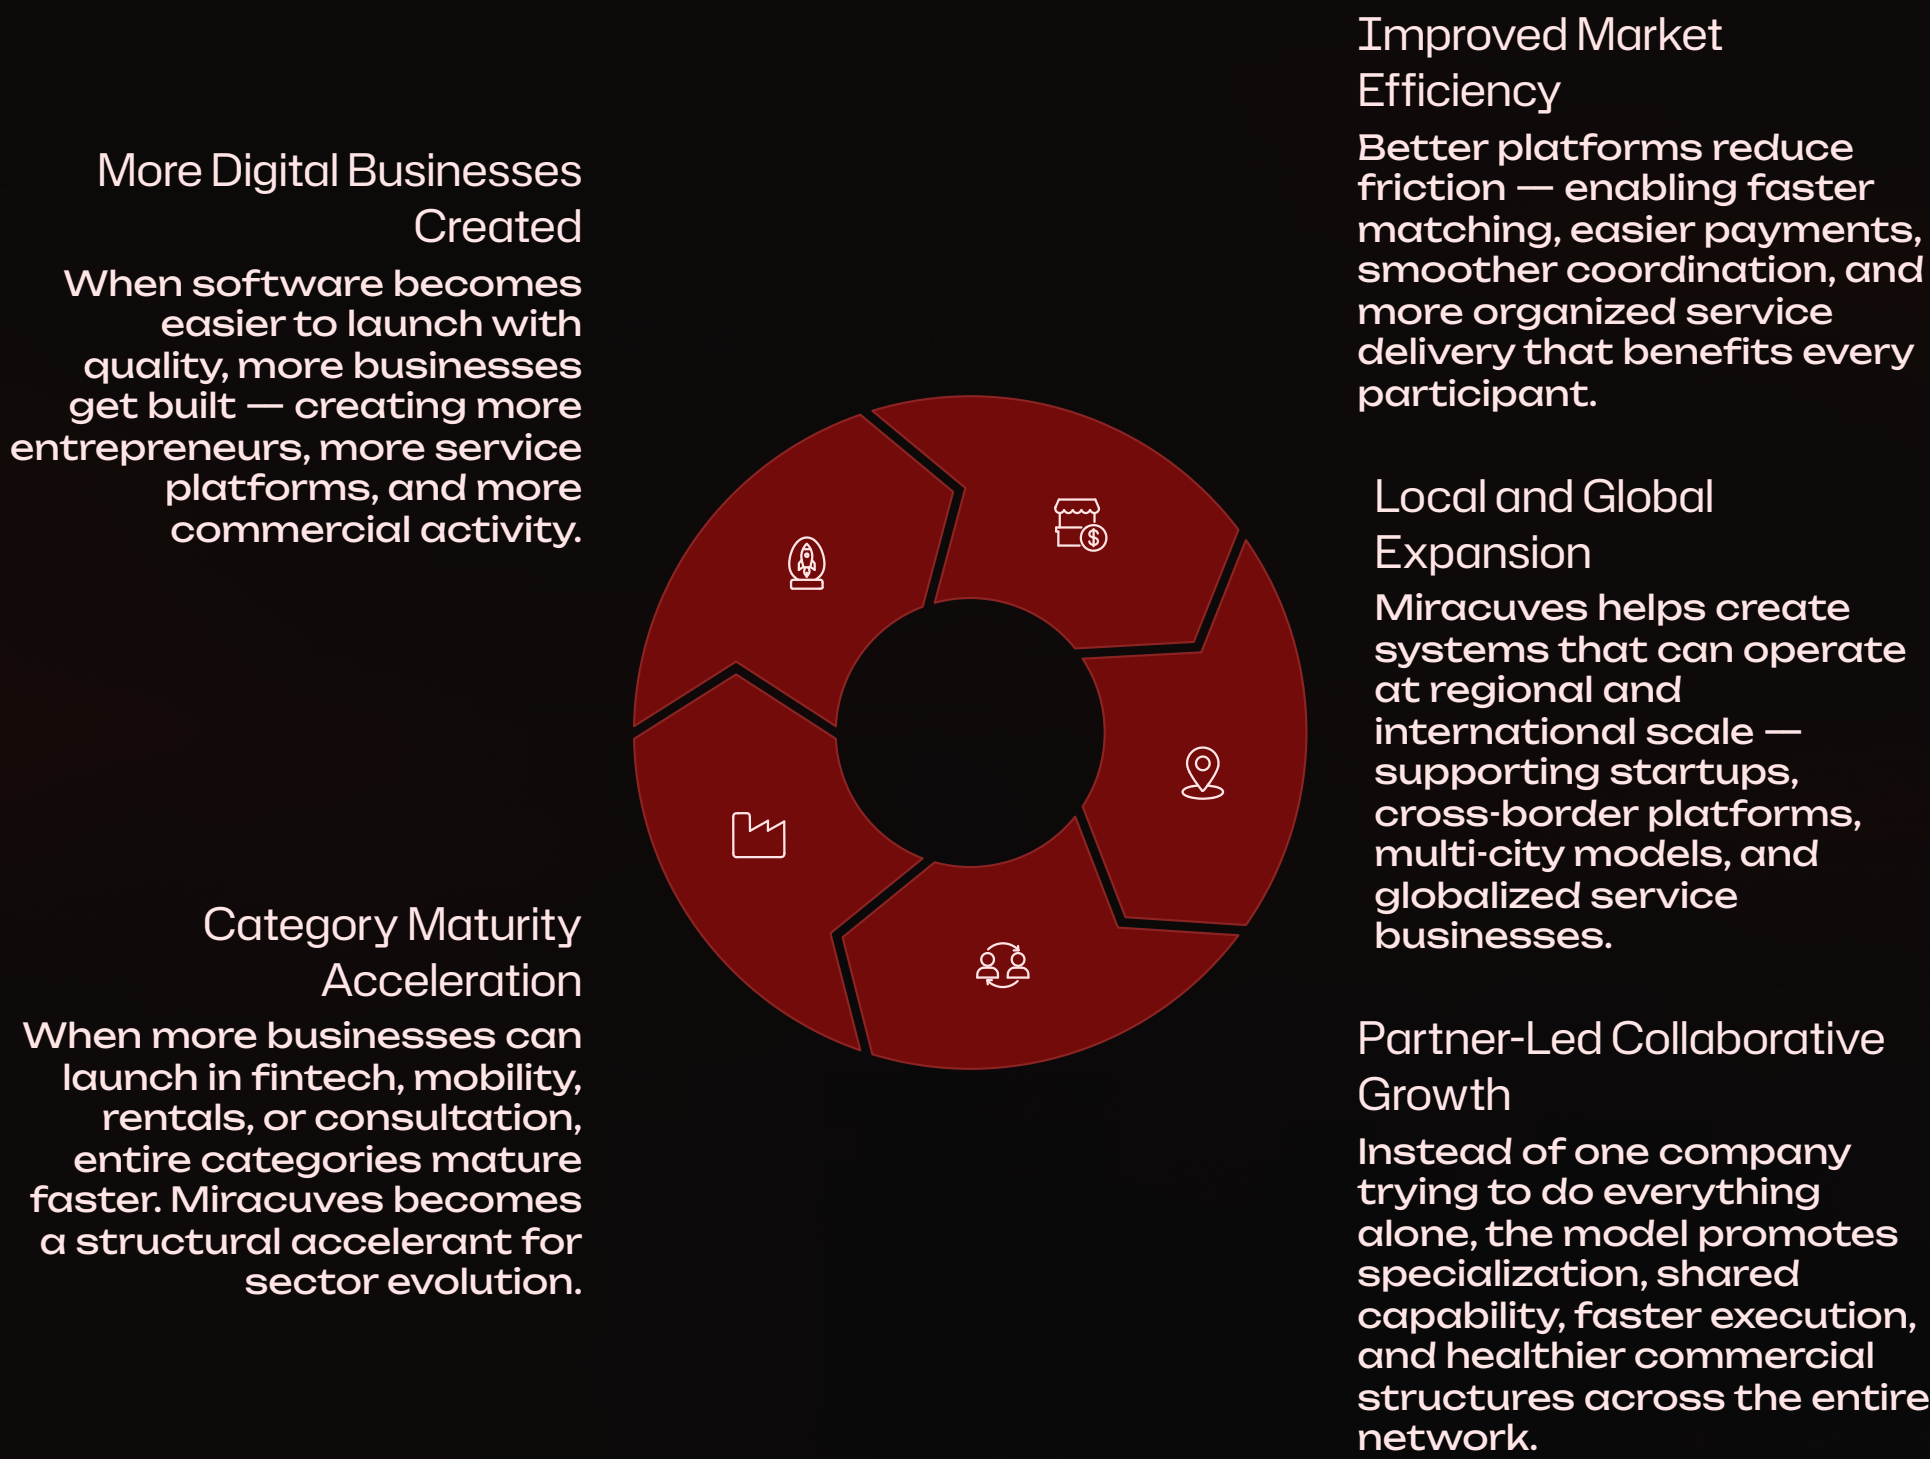 More Digital Businesses
Created
When software becomes
easier to launch with
quality, more businesses
get built — creating more
entrepreneurs, more service
platforms, and more
commercial activity.
Improved Market
Efficiency
Better platforms reduce
friction — enabling faster
matching, easier payments,
smoother coordination, and
more organized service
delivery that benefits every
participant.
Local and Global
Expansion
Miracuves helps create
systems that can operate
at regional and
international scale —
supporting startups,
cross-border platforms,
multi-city models, and
globalized service
businesses.
Partner-Led Collaborative
Growth
Instead of one company
trying to do everything
alone, the model promotes
specialization, shared
capability, faster execution,
and healthier commercial
structures across the entire
network.
Category Maturity
Acceleration
When more businesses can
launch in fintech, mobility,
rentals, or consultation,
entire categories mature
faster. Miracuves becomes
a structural accelerant for
sector evolution.
$